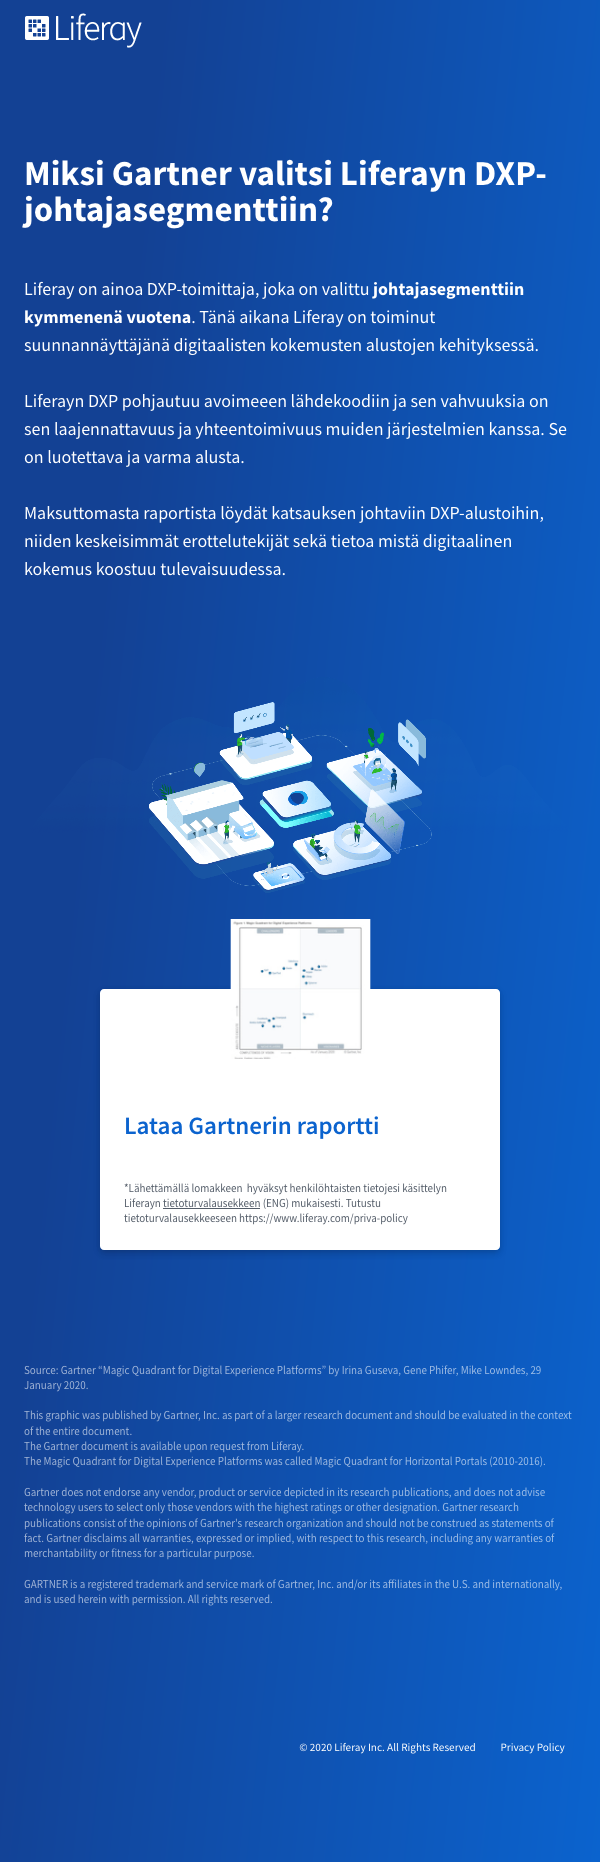 Liferay
Miksi Gartner valitsi Liferayn DXP-
johtajasegmenttiin?
Liferay on ainoa DXP-toimittaja, joka on valittu johtajasegmenttiin
kymmenenä vuotena. Tänä aikana Liferay on toiminut
suunnannäyttäjänä digitaalisten kokemusten alustojen kehityksessä.
Liferayn DXP pohjautuu avoimeeen lähdekoodiin ja sen vahvuuksia on
sen laajennattavuus ja yhteentoimivuus muiden järjestelmien kanssa. Se
on luotettava ja varma alusta.
Maksuttomasta raportista löydät katsauksen johtaviin DXP-alustoihin,
niiden keskeisimmät erottelutekijät sekä tietoa mistä digitaalinen
kokemus koostuu tulevaisuudessa.
Lataa Gartnerin raportti
*Lähettämällä lomakkeen hyväksyt henkilöhtaisten tietojesi käsittelyn
Liferayn tietoturvalausekkeen (ENG) mukaisesti. Tutustu
tietoturvalausekkeeseen https://www.liferay.com/priva-policy
Source: Gartner “Magic Quadrant for Digital Experience Platforms” by Irina Guseva, Gene Phifer, Mike Lowndes, 29
January 2020.
This graphic was published by Gartner, Inc. as part of a larger research document and should be evaluated in the context
of the entire document.
The Gartner document is available upon request from Liferay.
The Magic Quadrant for Digital Experience Platforms was called Magic Quadrant for Horizontal Portals (2010-2016).
Gartner does not endorse any vendor, product or service depicted in its research publications, and does not advise
technology users to select only those vendors with the highest ratings or other designation. Gartner research
publications consist of the opinions of Gartner's research organization and should not be construed as statements of
fact. Gartner disclaims all warranties, expressed or implied, with respect to this research, including any warranties of
merchantability or fitness for a particular purpose.
GARTNER is a registered trademark and service mark of Gartner, Inc. and/or its affiliates in the U.S. and internationally,
and is used herein with permission. All rights reserved.
© 2020 Liferay Inc. All Rights Reserved Privacy Policy